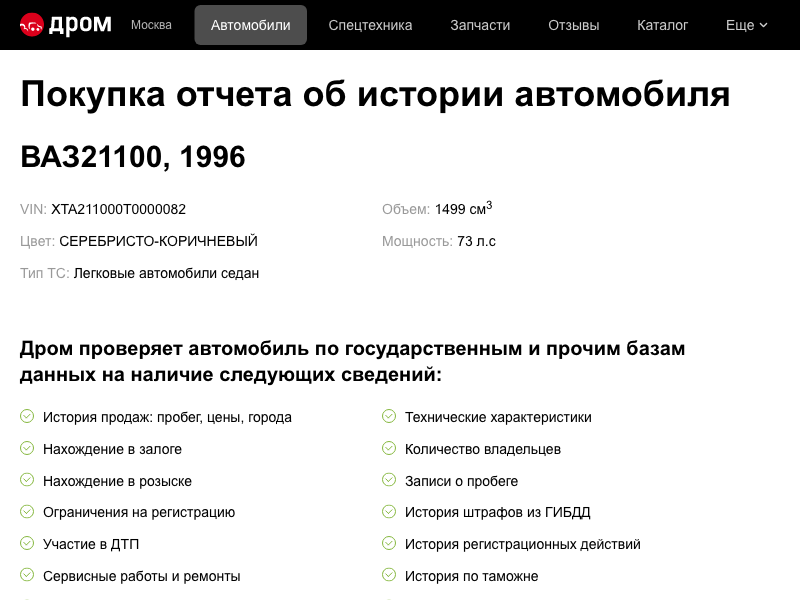 дром Москва Автомобили Спецтехника Запчасти Отзывы Каталог Еще
Покупка отчета об истории автомобиля
ВАЗ21100, 1996
VIN: XTA211000T0000082
Объем: 1499 см³
Цвет: СЕРЕБРИСТО-КОРИЧНЕВЫЙ
Мощность: 73 л.с
Тип ТС: Легковые автомобили седан
Дром проверяет автомобиль по государственным и прочим базам
данных на наличие следующих сведений:
История продаж: пробег, цены, города
Технические характеристики
Нахождение в залоге
Количество владельцев
Нахождение в розыске
Записи о пробеге
Ограничения на регистрацию
История штрафов из ГИБДД
Участие в ДТП
История регистрационных действий
Сервисные работы и ремонты
История по таможне